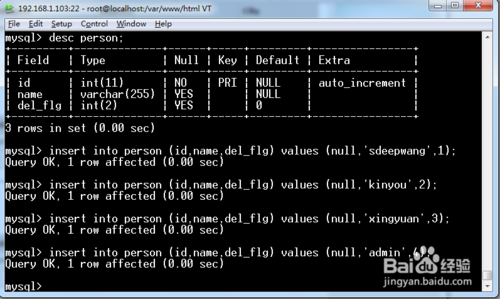 192.168.1.103:22 - root@localhost:/var/www/html VT
File Edit Setup Control Window Help
mysql> desc person;
+---------+--------------+------+-----+---------+----------------+
| Field | Type | Null | Key | Default | Extra |
+---------+--------------+------+-----+---------+----------------+
| id | int(11) | NO | PRI | NULL | auto_increment |
| name | varchar(255) | YES | | NULL | |
| del_flg | int(2) | YES | | 0 | |
+---------+--------------+------+-----+---------+----------------+
3 rows in set (0.00 sec)
mysql> insert into person (id,name,del_flg) values (null,'sdeepwang',1);
Query OK, 1 row affected (0.00 sec)
mysql> insert into person (id,name,del_flg) values (null,'kinyou',2);
Query OK, 1 row affected (0.00 sec)
mysql> insert into person (id,name,del_flg) values (null,'xingyuan',3);
Query OK, 1 row affected (0.00 sec)
mysql> insert into person (id,name,del_flg) values (null,'admin',
Query OK, 1 row affected (0.00 sec)
mysql>
Baidu 经验
jingyan.baidu.com